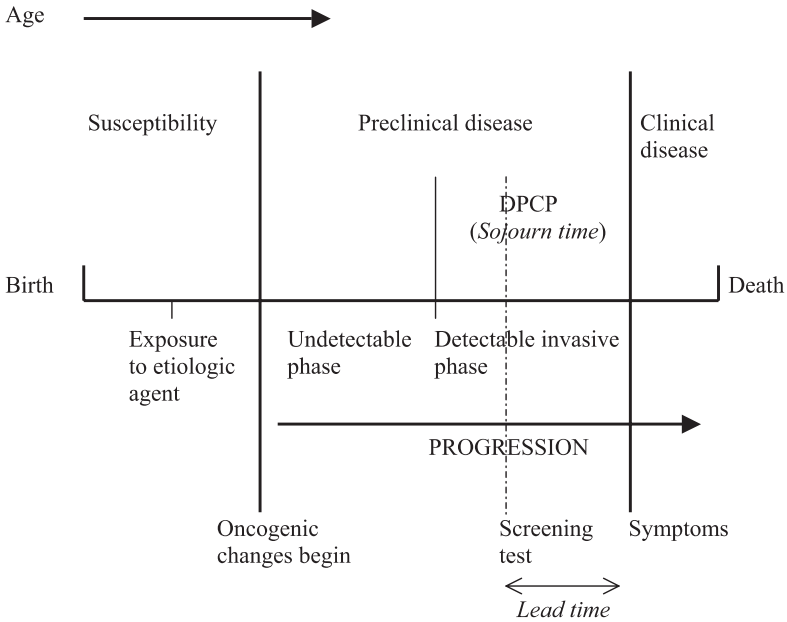 Age
Susceptibility
Preclinical disease
Clinical
disease
DPCP
(Sojourn time)
Birth
Death
Exposure
to etiologic
agent
Undetectable
phase
Detectable invasive
phase
PROGRESSION
Oncogenic
changes begin
Screening
test
Symptoms
Lead time